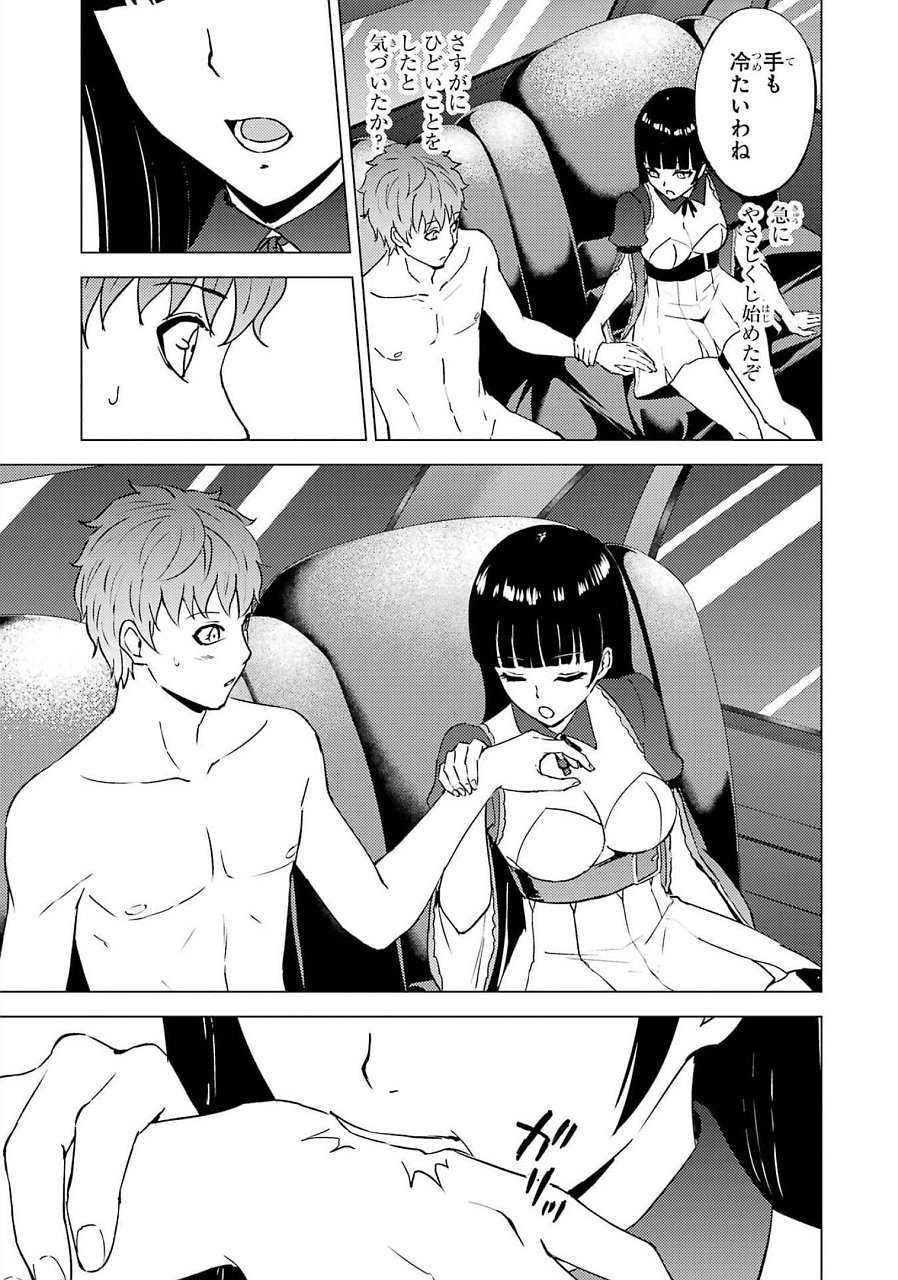 手も
冷たいわね
急に
やさしくし始めたぞ
さすがに
ひどいことを
したと
気づいたか？
ガリッ